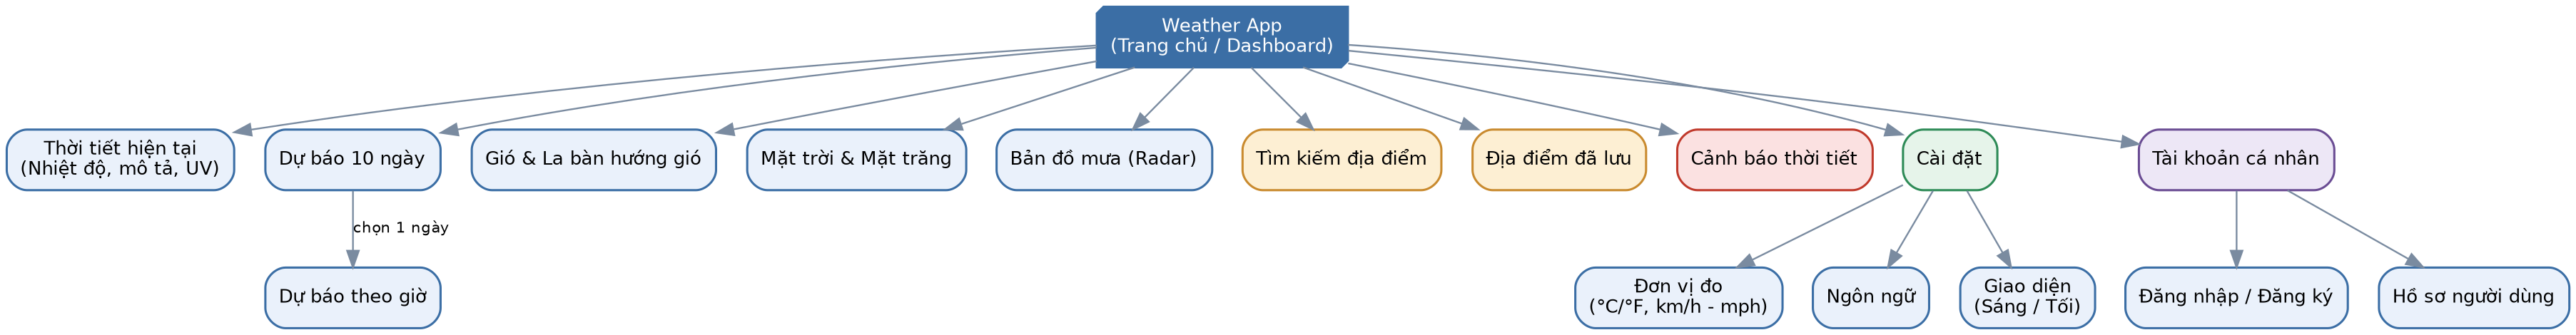 Weather App
(Trang chủ / Dashboard)
Thời tiết hiện tại
(Nhiệt độ, mô tả, UV)
Dự báo 10 ngày
Gió & La bàn hướng gió
Mặt trời & Mặt trăng
Bản đồ mưa (Radar)
Tìm kiếm địa điểm
Địa điểm đã lưu
Cảnh báo thời tiết
Cài đặt
Tài khoản cá nhân
chọn 1 ngày
Dự báo theo giờ
Đơn vị đo
(°C/°F, km/h - mph)
Ngôn ngữ
Giao diện
(Sáng / Tối)
Đăng nhập / Đăng ký
Hồ sơ người dùng